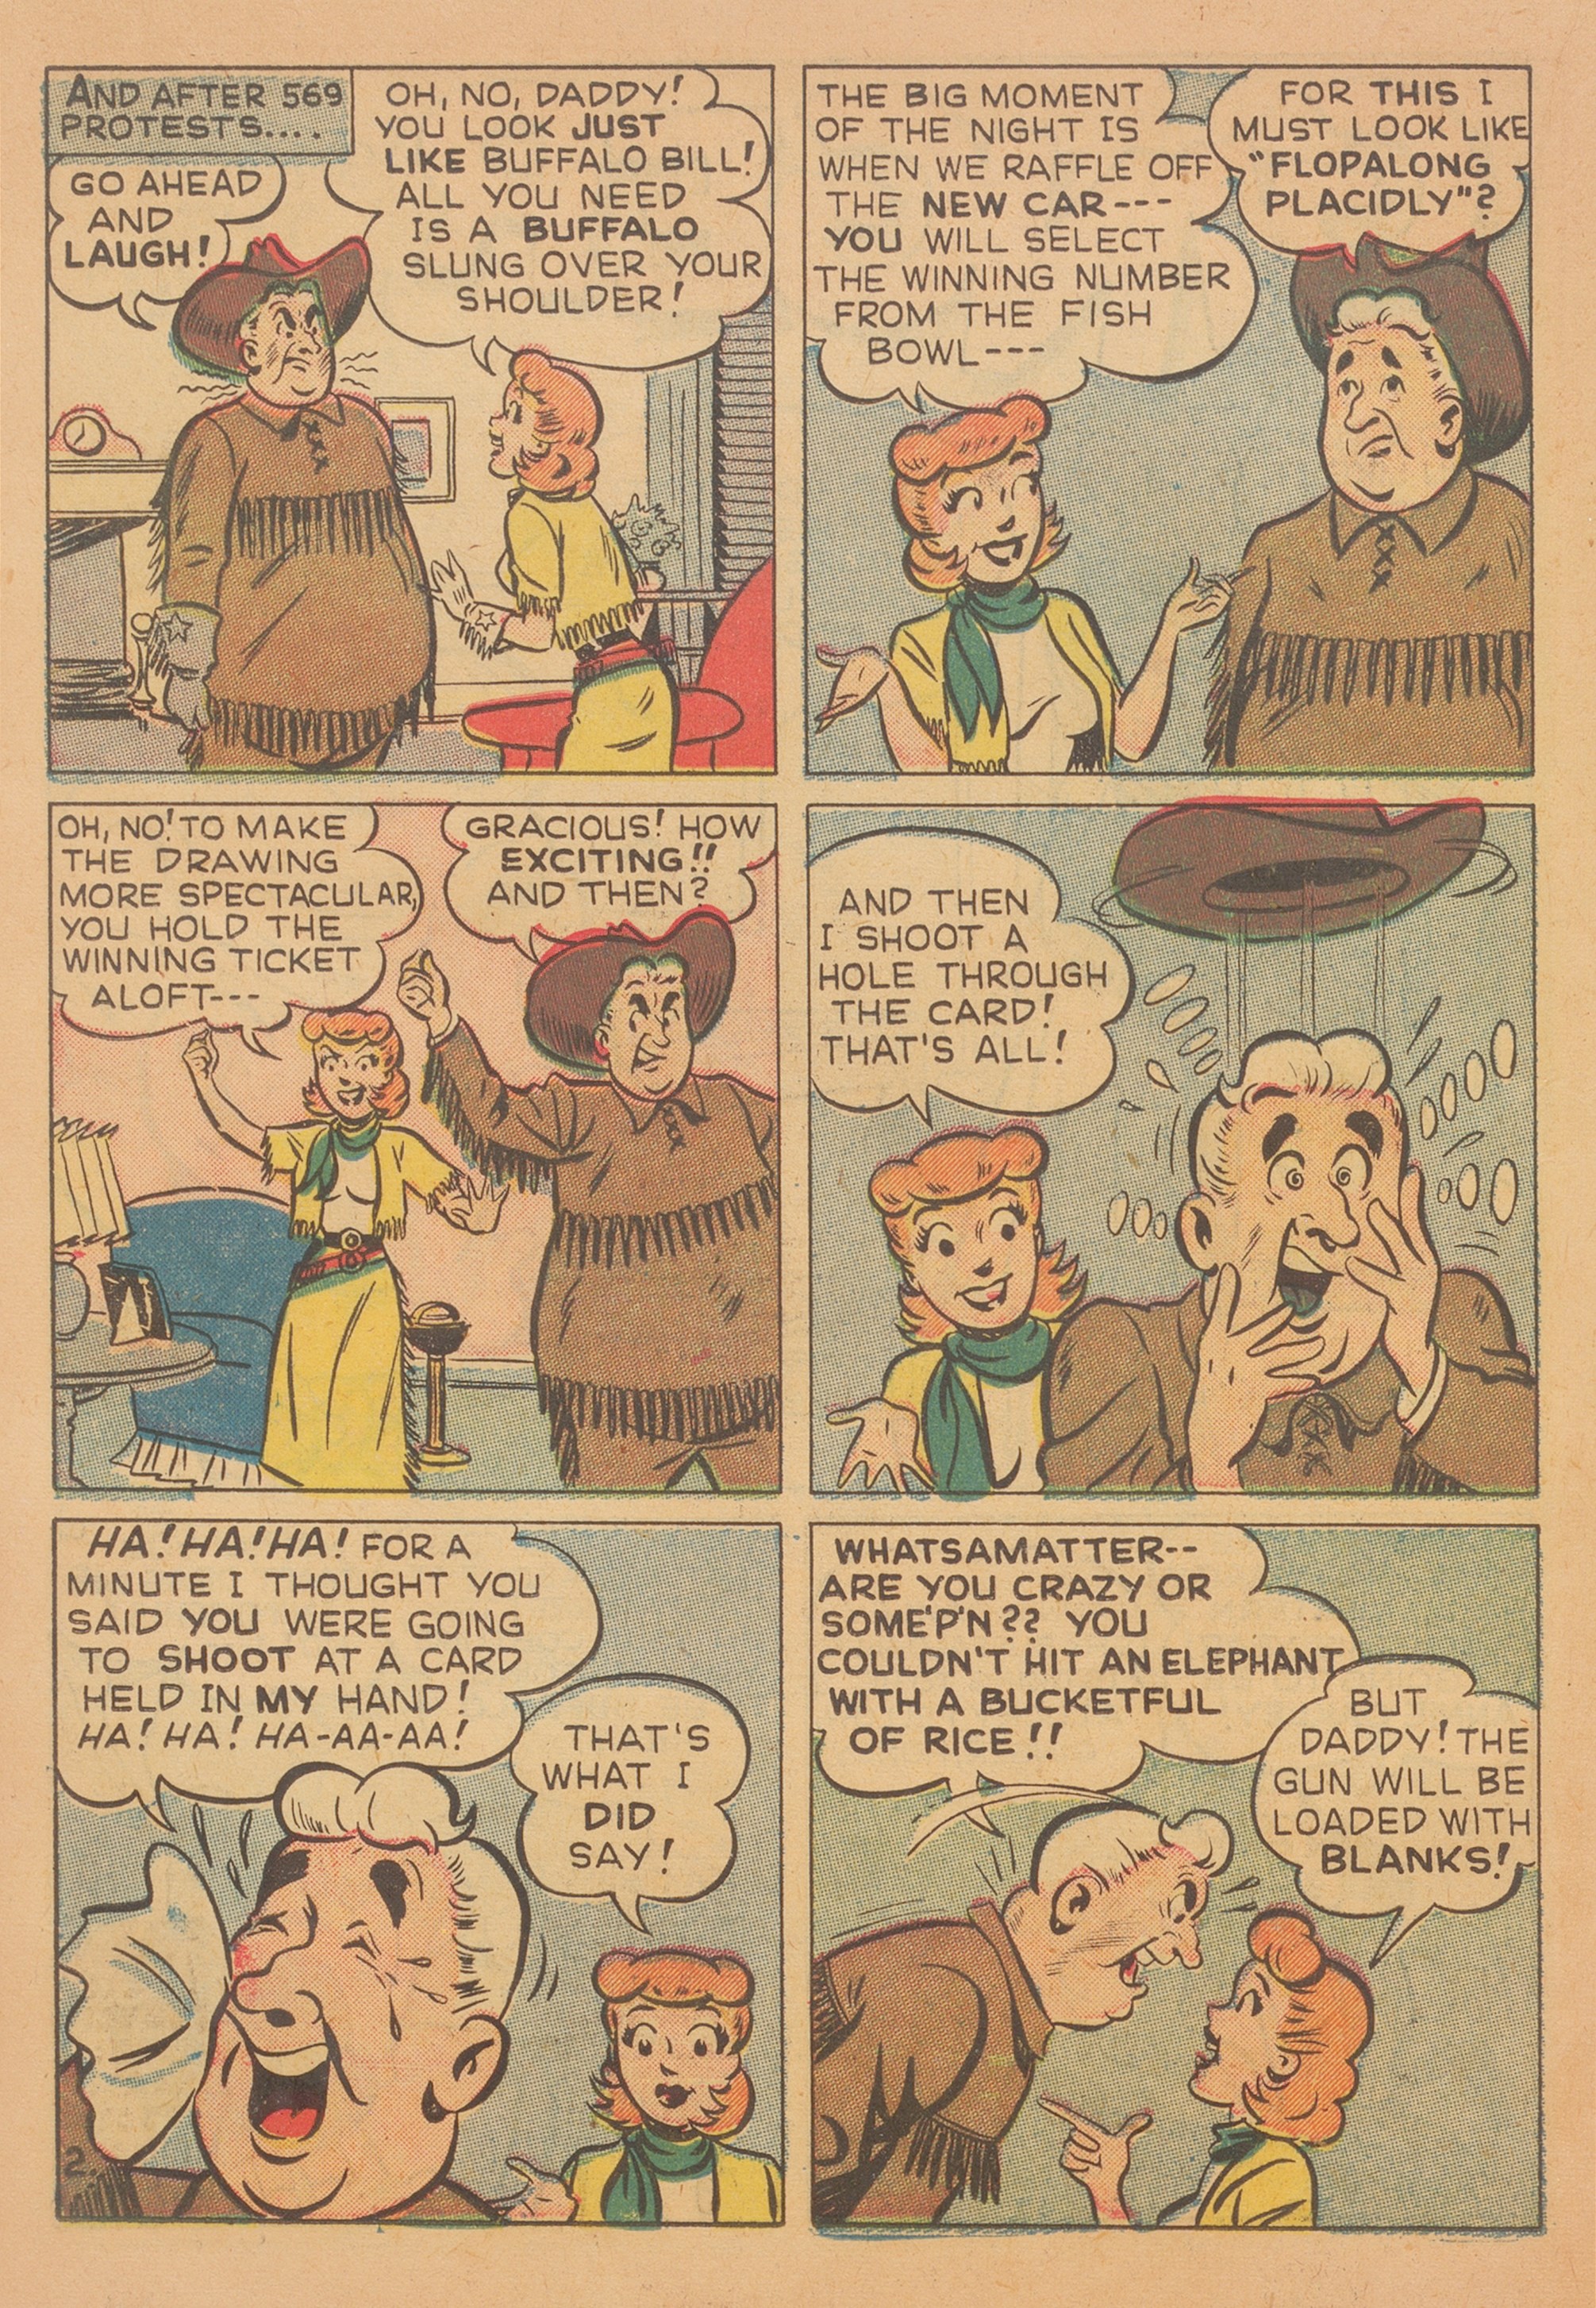 AND AFTER 569
PROTESTS....
GO AHEAD
AND
LAUGH!
OH, NO, DADDY!
YOU LOOK JUST
LIKE BUFFALO BILL!
ALL YOU NEED
IS A BUFFALO
SLUNG OVER YOUR
SHOULDER!
THE BIG MOMENT
OF THE NIGHT IS
WHEN WE RAFFLE OFF
THE NEW CAR---
YOU WILL SELECT
THE WINNING NUMBER
FROM THE FISH
BOWL---
FOR THIS I
MUST LOOK LIKE
"FLOPALONG
PLACIDLY"?
OH, NO! TO MAKE
THE DRAWING
MORE SPECTACULAR,
YOU HOLD THE
WINNING TICKET
ALOFT---
GRACIOUS! HOW
EXCITING!!
AND THEN?
AND THEN
I SHOOT A
HOLE THROUGH
THE CARD!
THAT'S ALL!
HA! HA! HA! FOR A
MINUTE I THOUGHT YOU
SAID YOU WERE GOING
TO SHOOT AT A CARD
HELD IN MY HAND!
HA! HA! HA-AA-AA!
THAT'S
WHAT I
DID
SAY!
2.
WHATSAMATTER--
ARE YOU CRAZY OR
SOME'P'N?? YOU
COULDN'T HIT AN ELEPHANT
WITH A BUCKETFUL
OF RICE!!
BUT
DADDY! THE
GUN WILL BE
LOADED WITH
BLANKS!